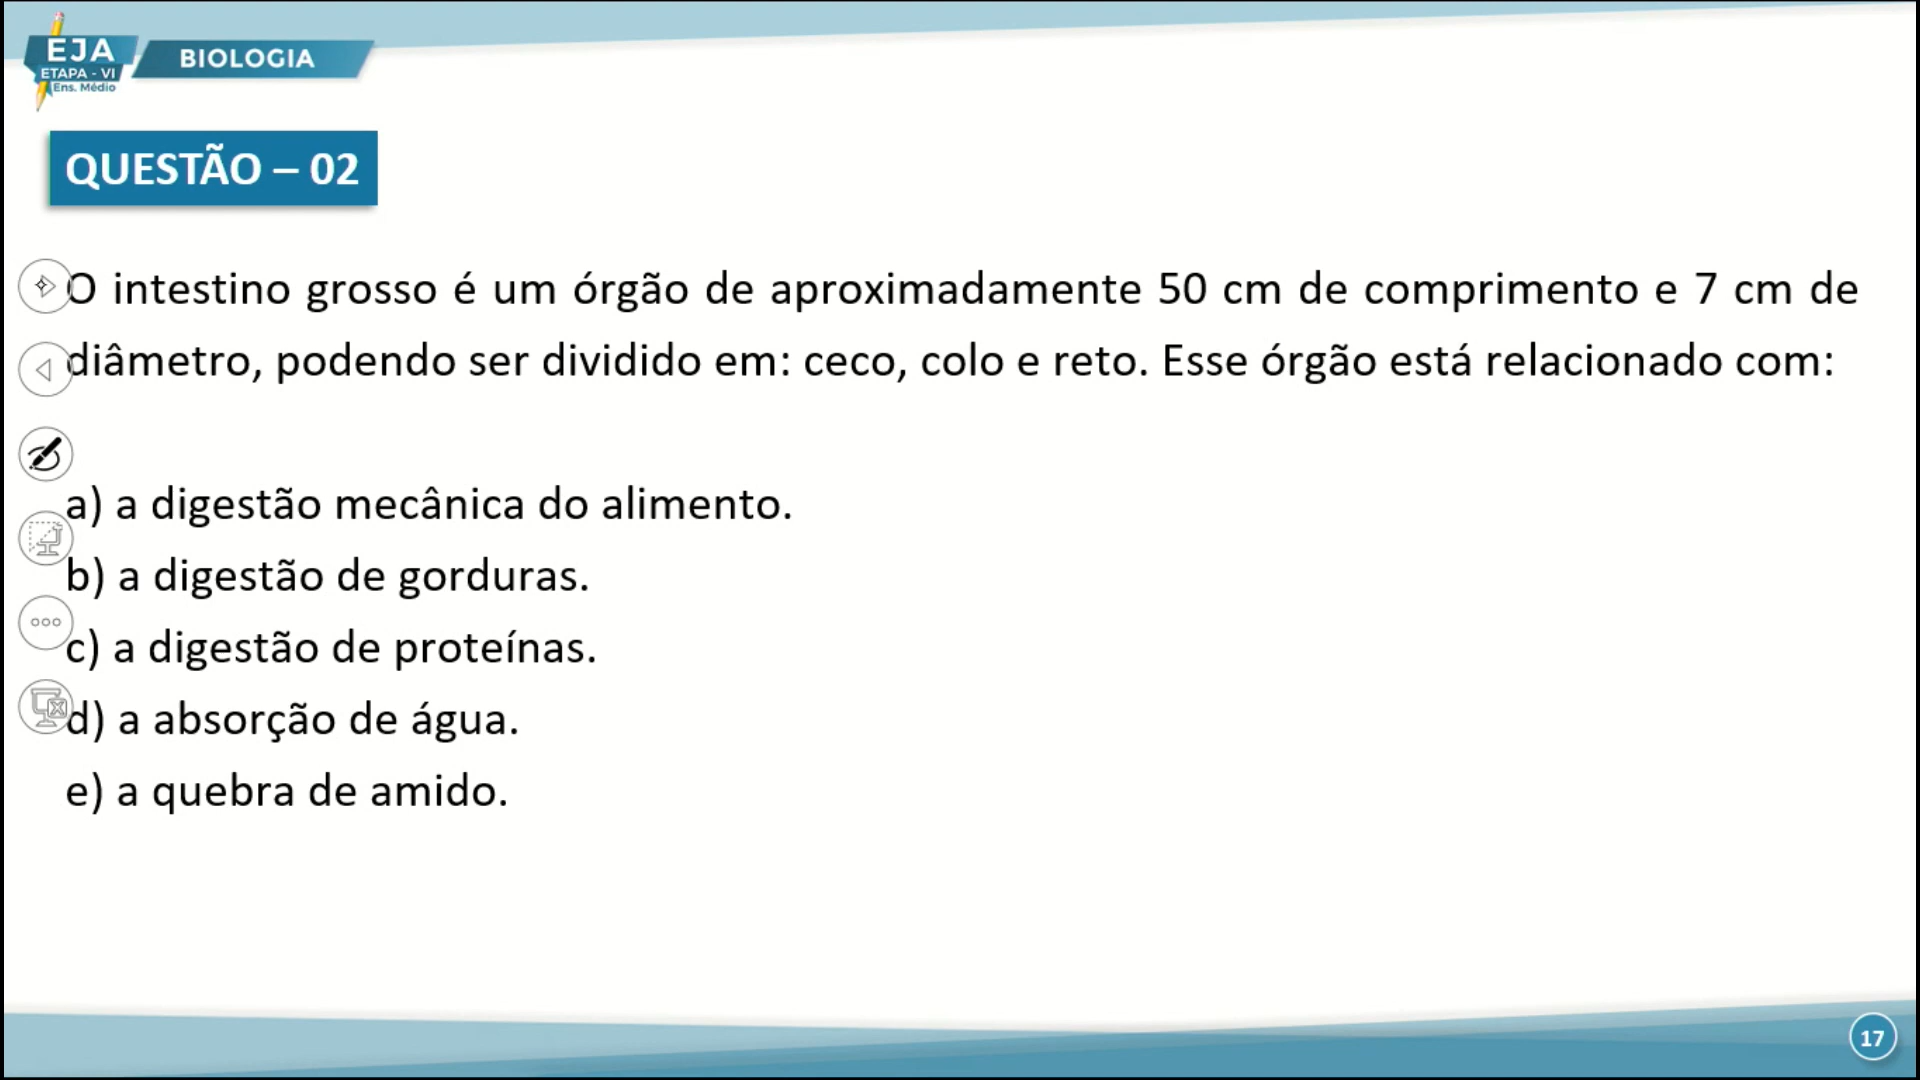 EJA
ETAPA - VI
Ens. Médio
BIOLOGIA
QUESTÃO – 02
O intestino grosso é um órgão de aproximadamente 50 cm de comprimento e 7 cm de
diâmetro, podendo ser dividido em: ceco, colo e reto. Esse órgão está relacionado com:
a) a digestão mecânica do alimento.
b) a digestão de gorduras.
c) a digestão de proteínas.
d) a absorção de água.
e) a quebra de amido.
17